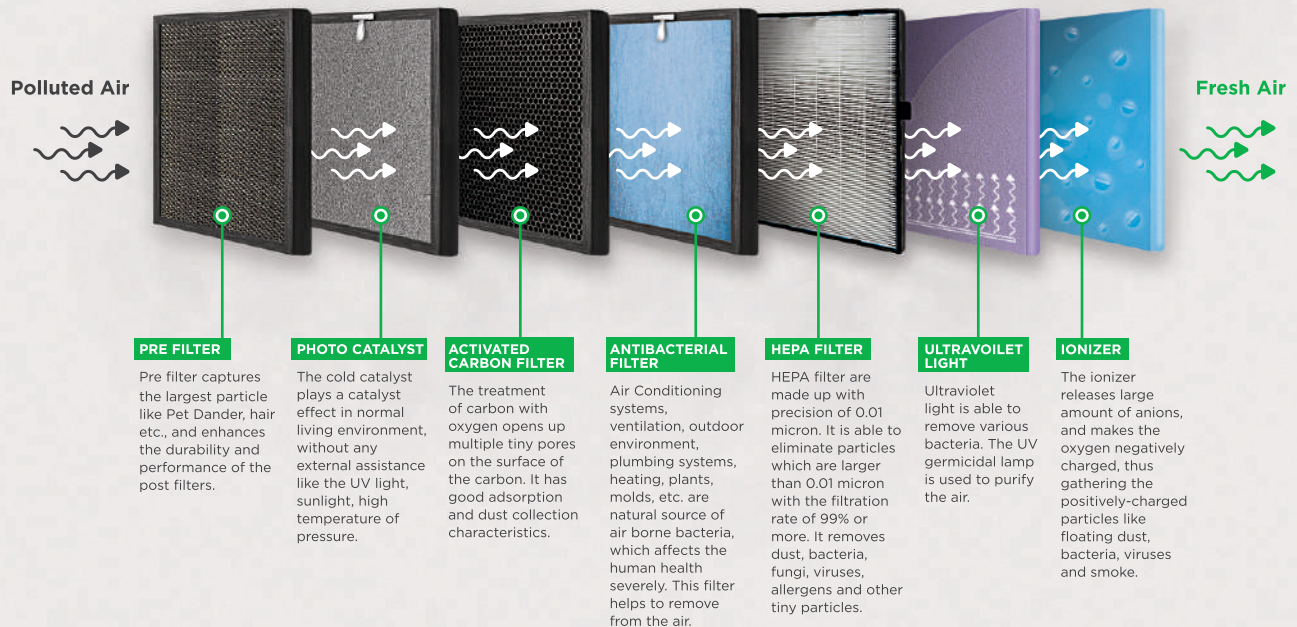 Polluted Air
Fresh Air
PRE FILTER
Pre filter captures
the largest particle
like Pet Dander, hair
etc., and enhances
the durability and
performance of the
post filters.
PHOTO CATALYST
The cold catalyst
plays a catalyst
effect in normal
living environment,
without any
external assistance
like the UV light,
sunlight, high
temperature of
pressure.
ACTIVATED
CARBON FILTER
The treatment
of carbon with
oxygen opens up
multiple tiny pores
on the surface of
the carbon. It has
good adsorption
and dust collection
characteristics.
ANTIBACTERIAL
FILTER
Air Conditioning
systems,
ventilation, outdoor
environment,
plumbing systems,
heating, plants,
molds, etc. are
natural source of
air borne bacteria,
which affects the
human health
severely. This filter
helps to remove
from the air.
HEPA FILTER
HEPA filter are
made up with
precision of 0.01
micron. It is able to
eliminate particles
which are larger
than 0.01 micron
with the filtration
rate of 99% or
more. It removes
dust, bacteria,
fungi, viruses,
allergens and other
tiny particles.
ULTRAVOILET
LIGHT
Ultraviolet
light is able to
remove various
bacteria. The UV
germicidal lamp
is used to purify
the air.
IONIZER
The ionizer
releases large
amount of anions,
and makes the
oxygen negatively
charged, thus
gathering the
positively-charged
particles like
floating dust,
bacteria, viruses
and smoke.